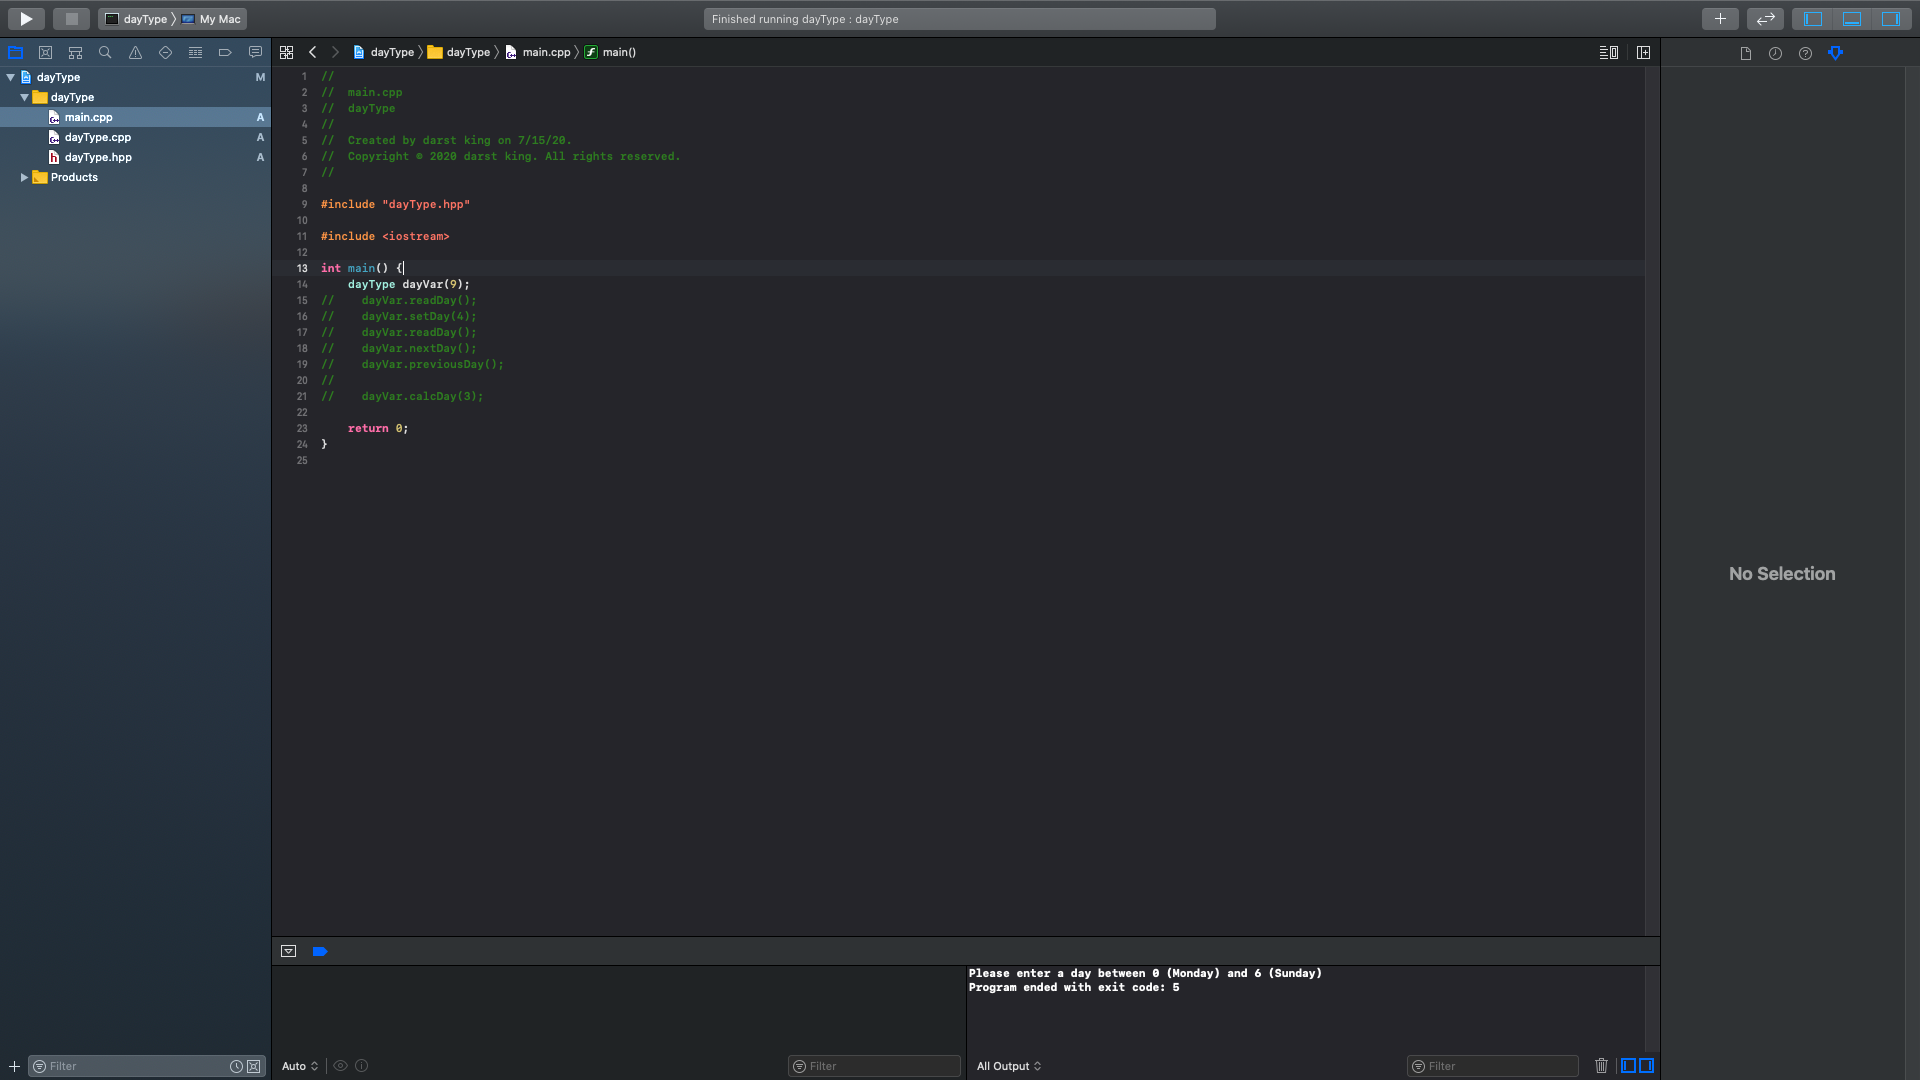 dayType › My Mac
Finished running dayType : dayType
dayType › dayType › main.cpp › main()
dayType M
dayType
main.cpp A
dayType.cpp A
dayType.hpp A
Products
1 //
2 //  main.cpp
3 //  dayType
4 //
5 //  Created by darst king on 7/15/20.
6 //  Copyright © 2020 darst king. All rights reserved.
7 //
8
9 #include "dayType.hpp"
10
11 #include <iostream>
12
13 int main() {
14     dayType dayVar(9);
15 //    dayVar.readDay();
16 //    dayVar.setDay(4);
17 //    dayVar.readDay();
18 //    dayVar.nextDay();
19 //    dayVar.previousDay();
20 //
21 //    dayVar.calcDay(3);
22
23     return 0;
24 }
25
No Selection
Please enter a day between 0 (Monday) and 6 (Sunday)
Program ended with exit code: 5
Filter
Auto
Filter
All Output
Filter